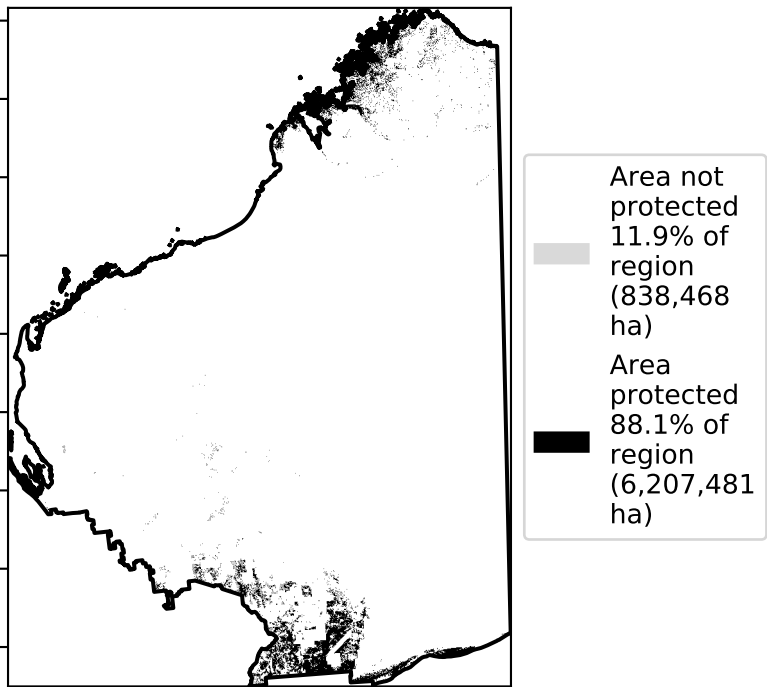 Area not
protected
11.9% of
region
(838,468
ha)
Area
protected
88.1% of
region
(6,207,481
ha)